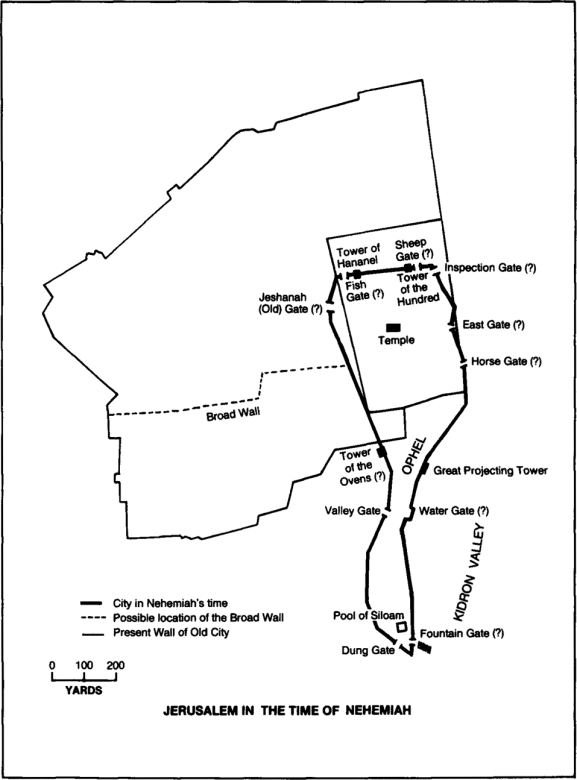 Tower of
Hananel
Sheep
Gate (?)
Inspection Gate (?)
Fish
Gate (?)
Tower
of the
Hundred
Jeshanah
(Old) Gate (?)
East Gate (?)
Temple
Horse Gate (?)
Broad Wall
OPHEL
Tower
of the
Ovens (?)
Great Projecting Tower
Valley Gate
Water Gate (?)
KIDRON VALLEY
Pool of Siloam
Fountain Gate (?)
Dung Gate
City in Nehemiah's time
Possible location of the Broad Wall
Present Wall of Old City
0 100 200
YARDS
JERUSALEM IN THE TIME OF NEHEMIAH